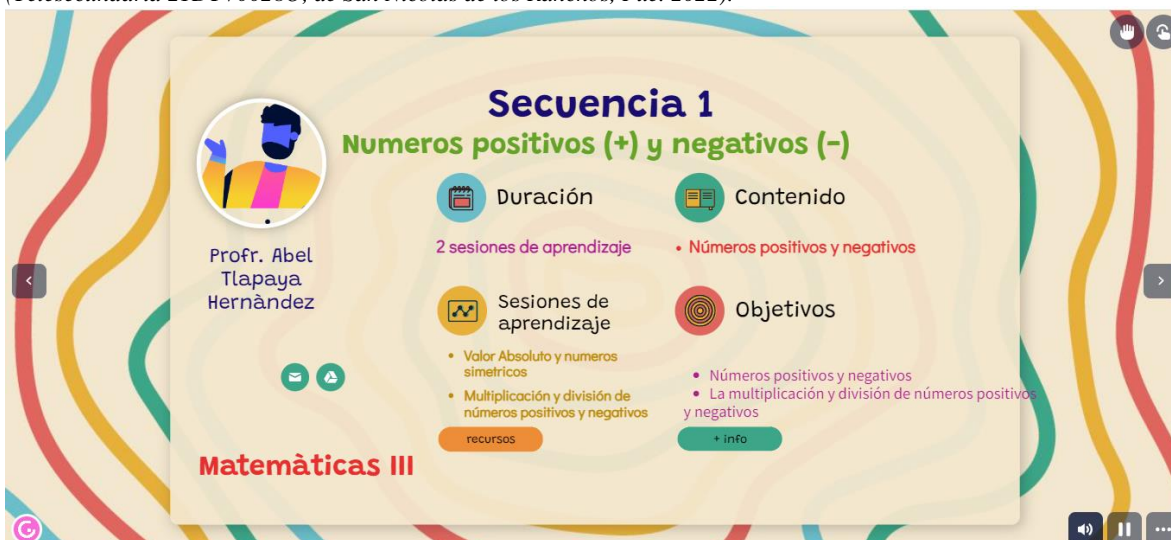 Secuencia 1
Numeros positivos (+) y negativos (-)
Profr. Abel
Tlapaya
Hernàndez
Matemàticas III
Duración
2 sesiones de aprendizaje
Contenido
• Números positivos y negativos
Sesiones de
aprendizaje
• Valor Absoluto y numeros
simetricos
• Multiplicación y división de
números positivos y negativos
recursos
Objetivos
• Números positivos y negativos
• La multiplicación y división de números positivos
y negativos
+ info